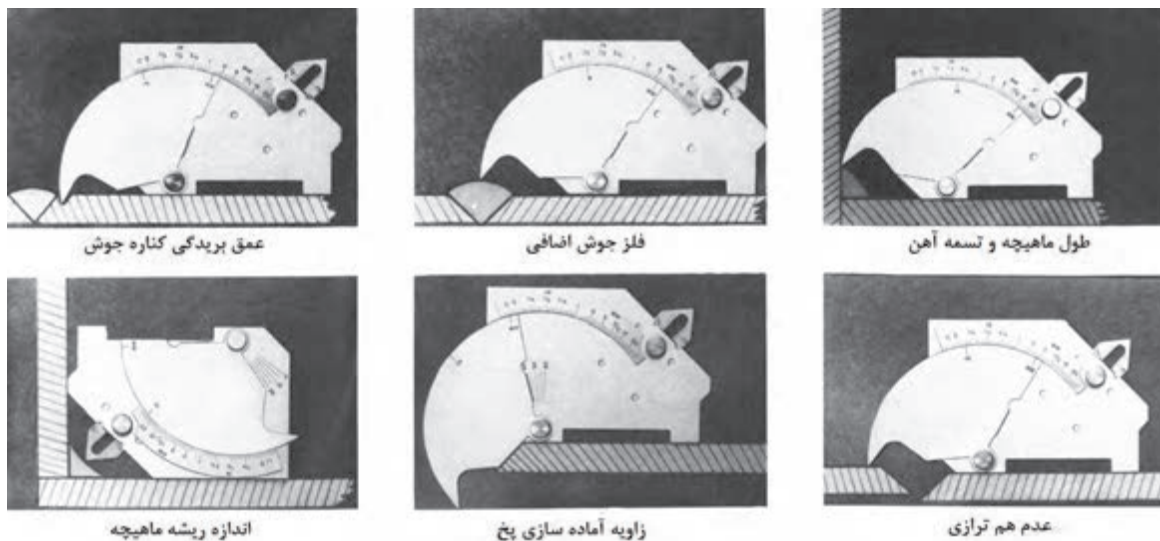 طول ماهیچه و تسمه آهن
فلز جوش اضافی
عمق بریدگی کناره جوش
عدم هم ترازی
زاویه آماده سازی پخ
اندازه ریشه ماهیچه